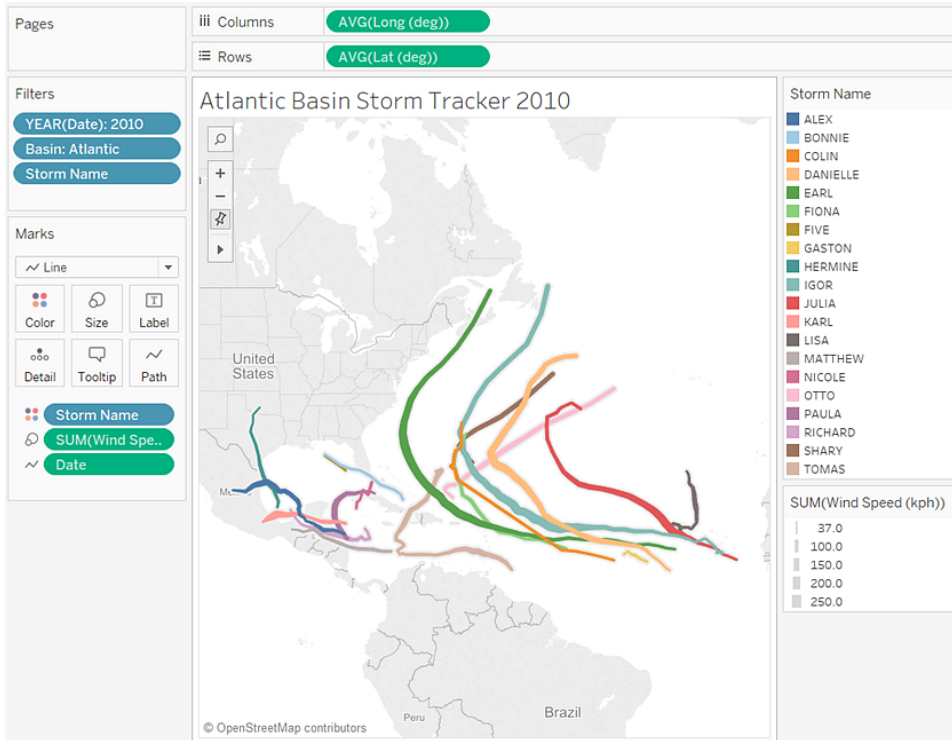 Pages
iii Columns
AVG(Long (deg))
Rows
AVG(Lat (deg))
Filters
YEAR(Date): 2010
Basin: Atlantic
Storm Name
Marks
Line
Color
Size
T
Label
Detail
Tooltip
Path
Storm Name
SUM(Wind Spe..
Date
Atlantic Basin Storm Tracker 2010
+
−
United
States
Peru
Brazil
© OpenStreetMap contributors
Storm Name
ALEX
BONNIE
COLIN
DANIELLE
EARL
FIONA
FIVE
GASTON
HERMINE
IGOR
JULIA
KARL
LISA
MATTHEW
NICOLE
OTTO
PAULA
RICHARD
SHARY
TOMAS
SUM(Wind Speed (kph))
37.0
100.0
150.0
200.0
250.0